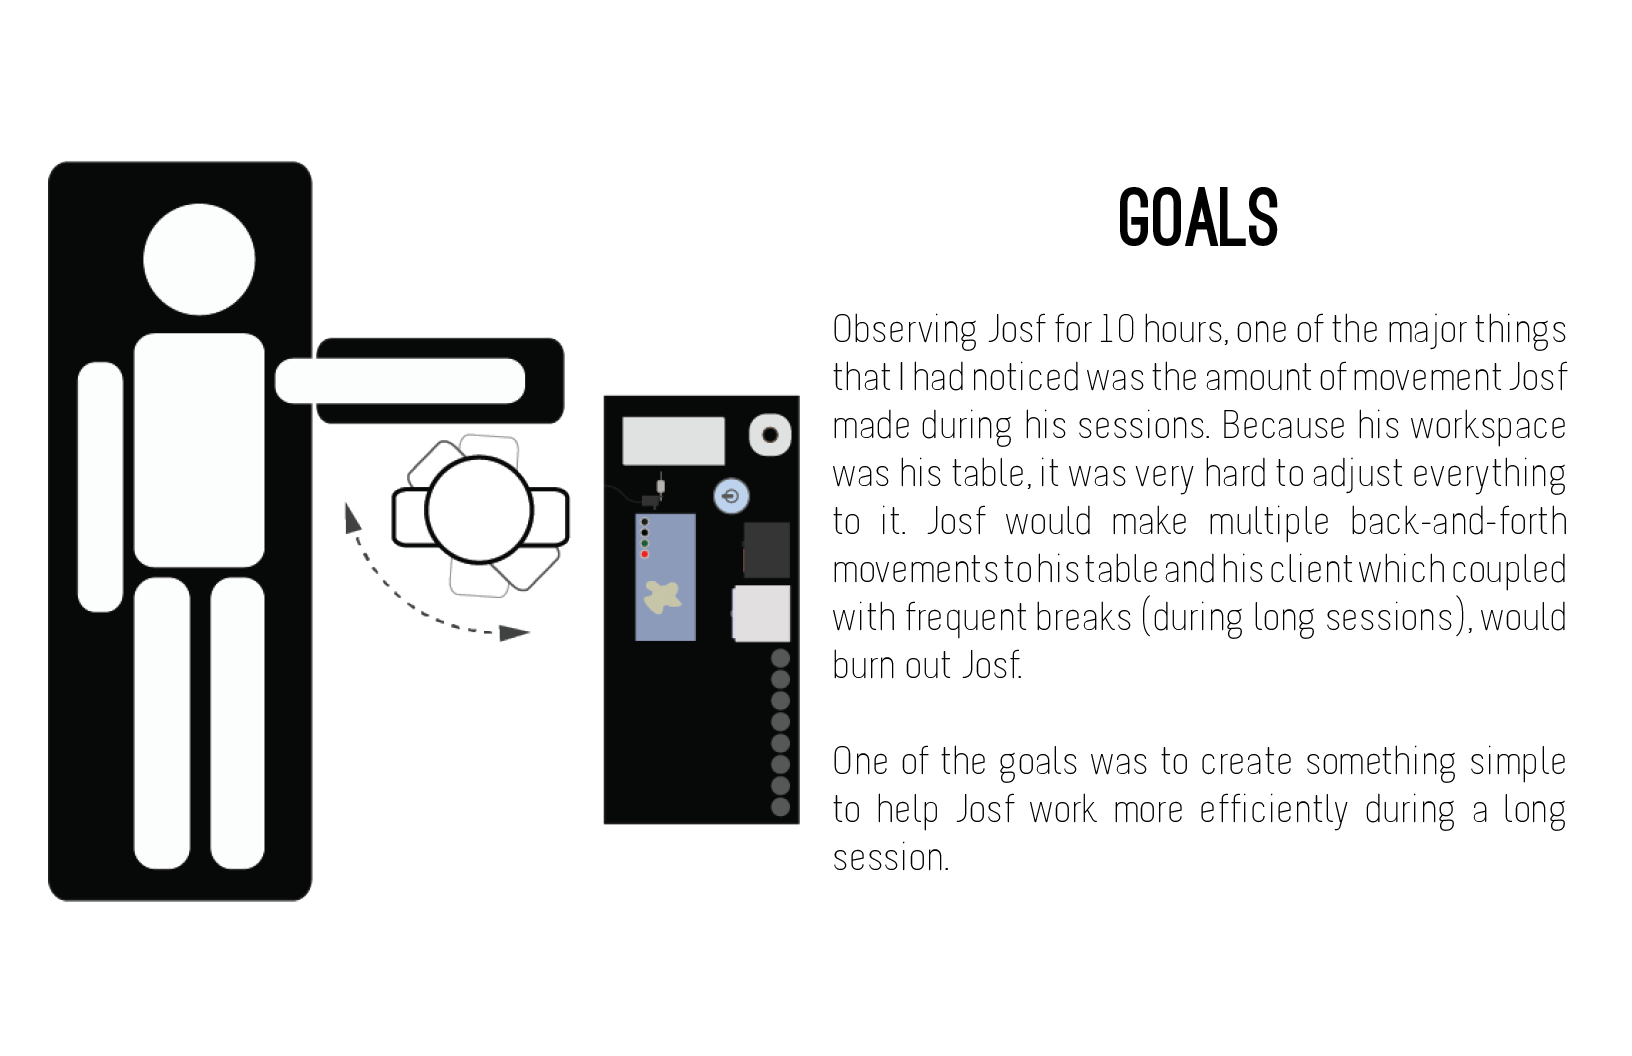 GOALS
Observing Josf for 10 hours, one of the major things
that I had noticed was the amount of movement Josf
made during his sessions. Because his workspace
was his table, it was very hard to adjust everything
to it. Josf would make multiple back-and-forth
movements to his table and his client which coupled
with frequent breaks (during long sessions), would
burn out Josf.
One of the goals was to create something simple
to help Josf work more efficiently during a long
session.